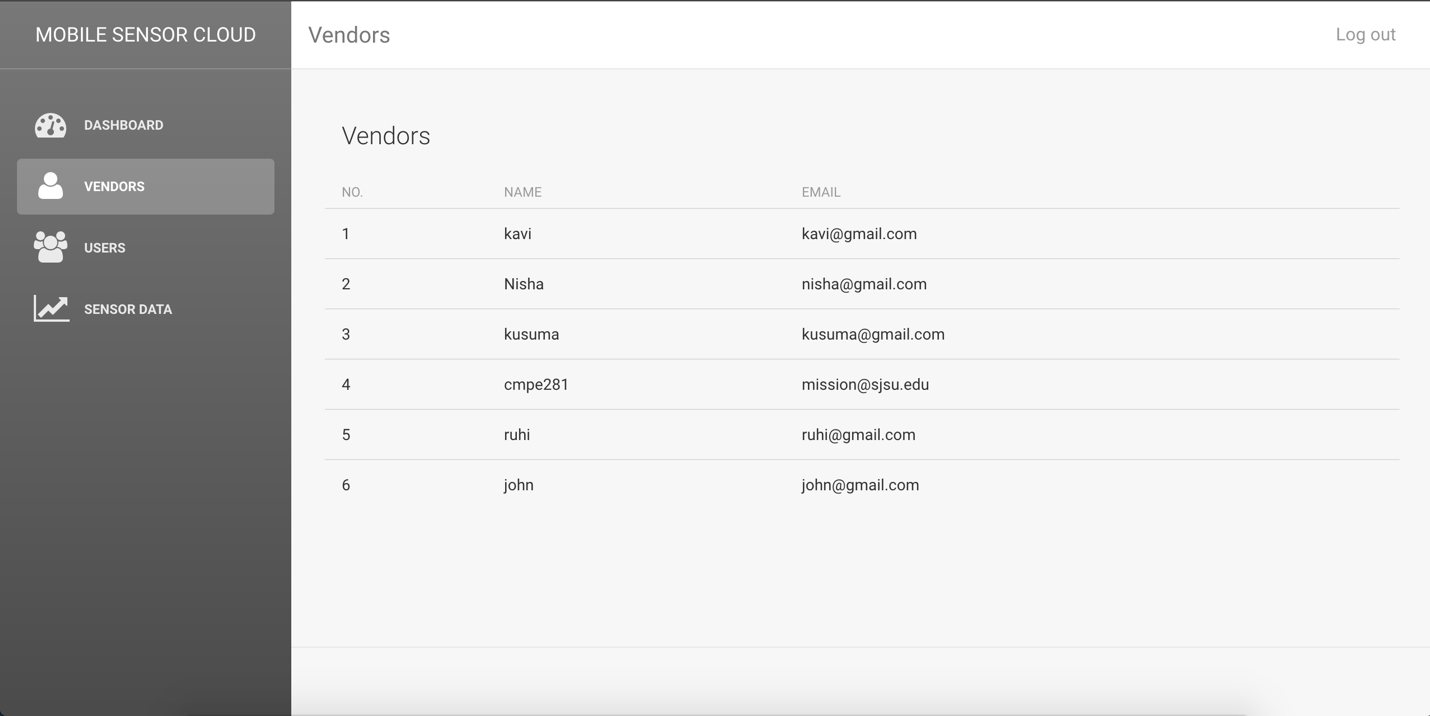 MOBILE SENSOR CLOUD
Vendors
Log out
DASHBOARD
VENDORS
USERS
SENSOR DATA
Vendors
NO. NAME EMAIL
1 kavi kavi@gmail.com
2 Nisha nisha@gmail.com
3 kusuma kusuma@gmail.com
4 cmpe281 mission@sjsu.edu
5 ruhi ruhi@gmail.com
6 john john@gmail.com